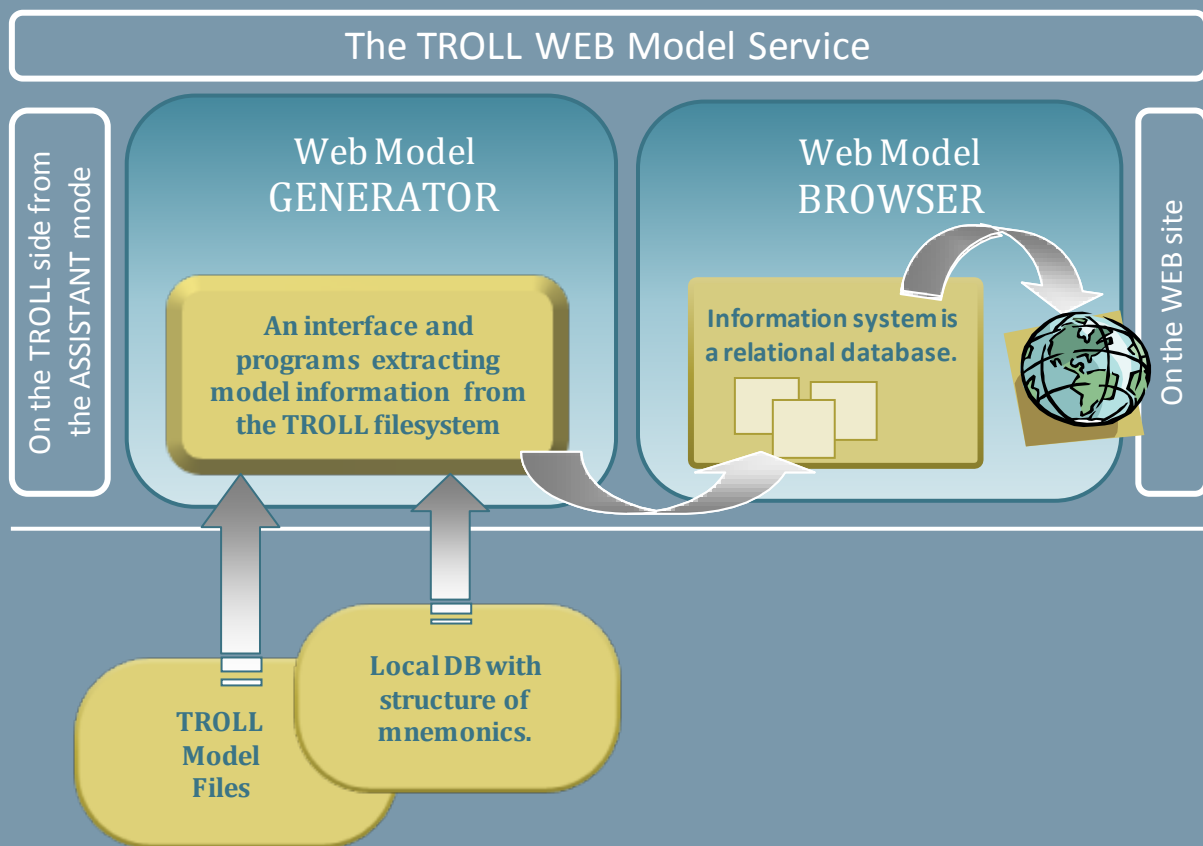 The TROLL WEB Model Service
On the TROLL side from
the ASSISTANT mode
Web Model
GENERATOR
An interface and
programs extracting
model information from
the TROLL filesystem
Web Model
BROWSER
Information system is
a relational database.
On the WEB site
TROLL
Model
Files
Local DB with
structure of
mnemonics.